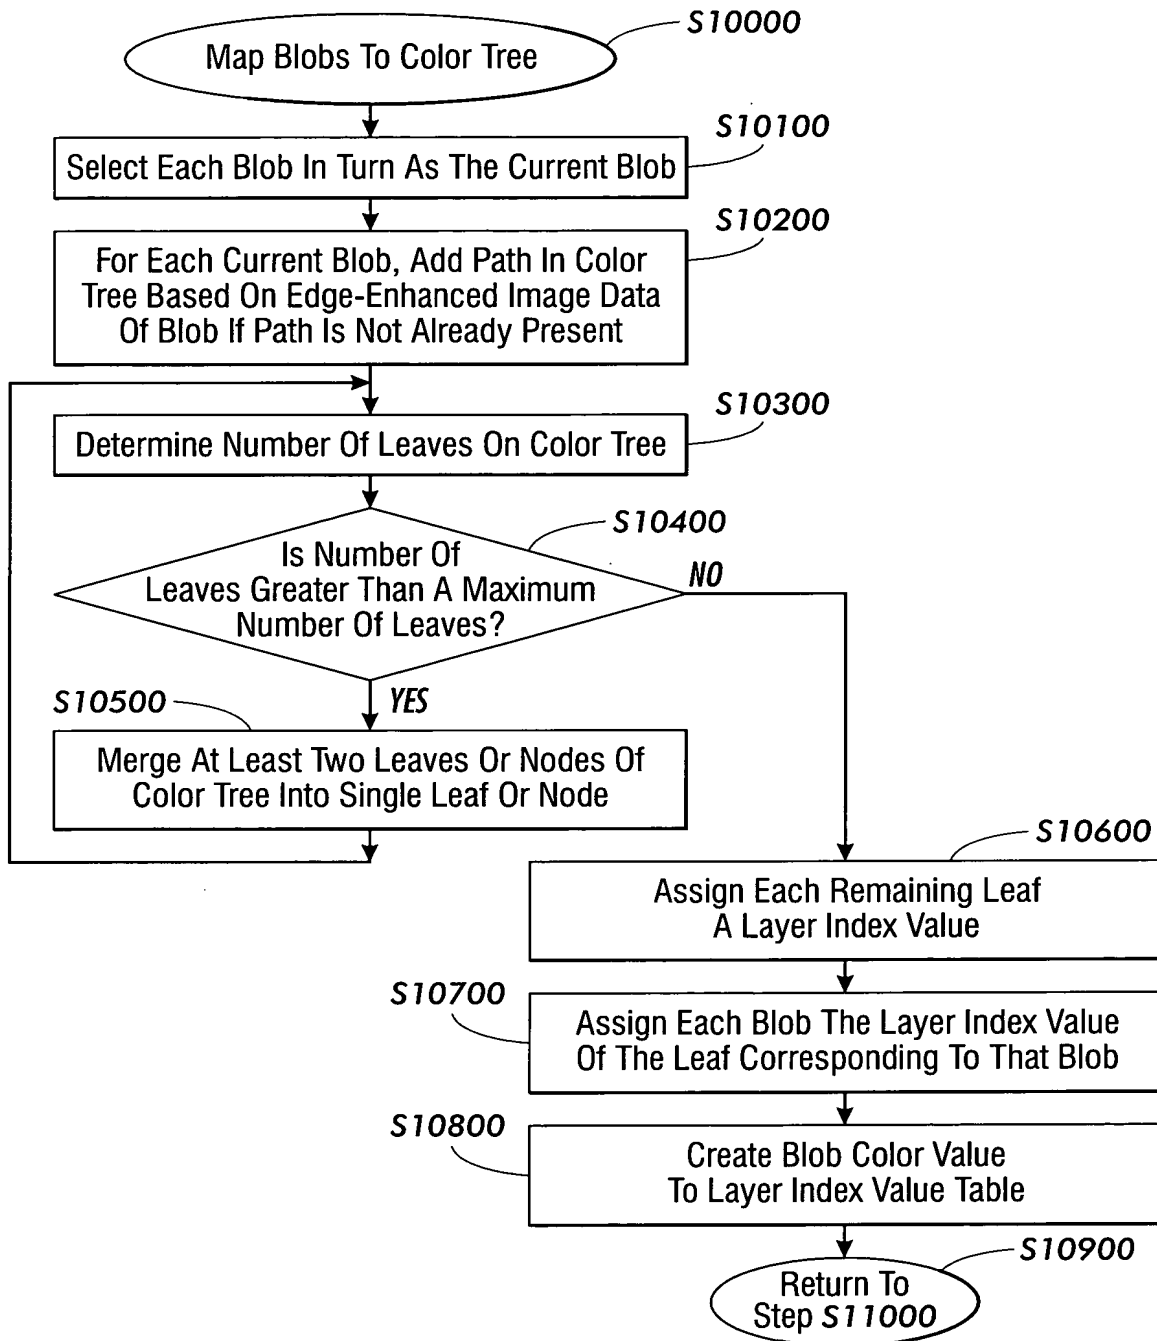 S10000
Map Blobs To Color Tree
S10100
Select Each Blob In Turn As The Current Blob
S10200
For Each Current Blob, Add Path In Color
Tree Based On Edge-Enhanced Image Data
Of Blob If Path Is Not Already Present
S10300
Determine Number Of Leaves On Color Tree
S10400
Is Number Of
Leaves Greater Than A Maximum
Number Of Leaves?
NO
YES
S10500
Merge At Least Two Leaves Or Nodes Of
Color Tree Into Single Leaf Or Node
S10600
Assign Each Remaining Leaf
A Layer Index Value
S10700
Assign Each Blob The Layer Index Value
Of The Leaf Corresponding To That Blob
S10800
Create Blob Color Value
To Layer Index Value Table
S10900
Return To
Step S11000